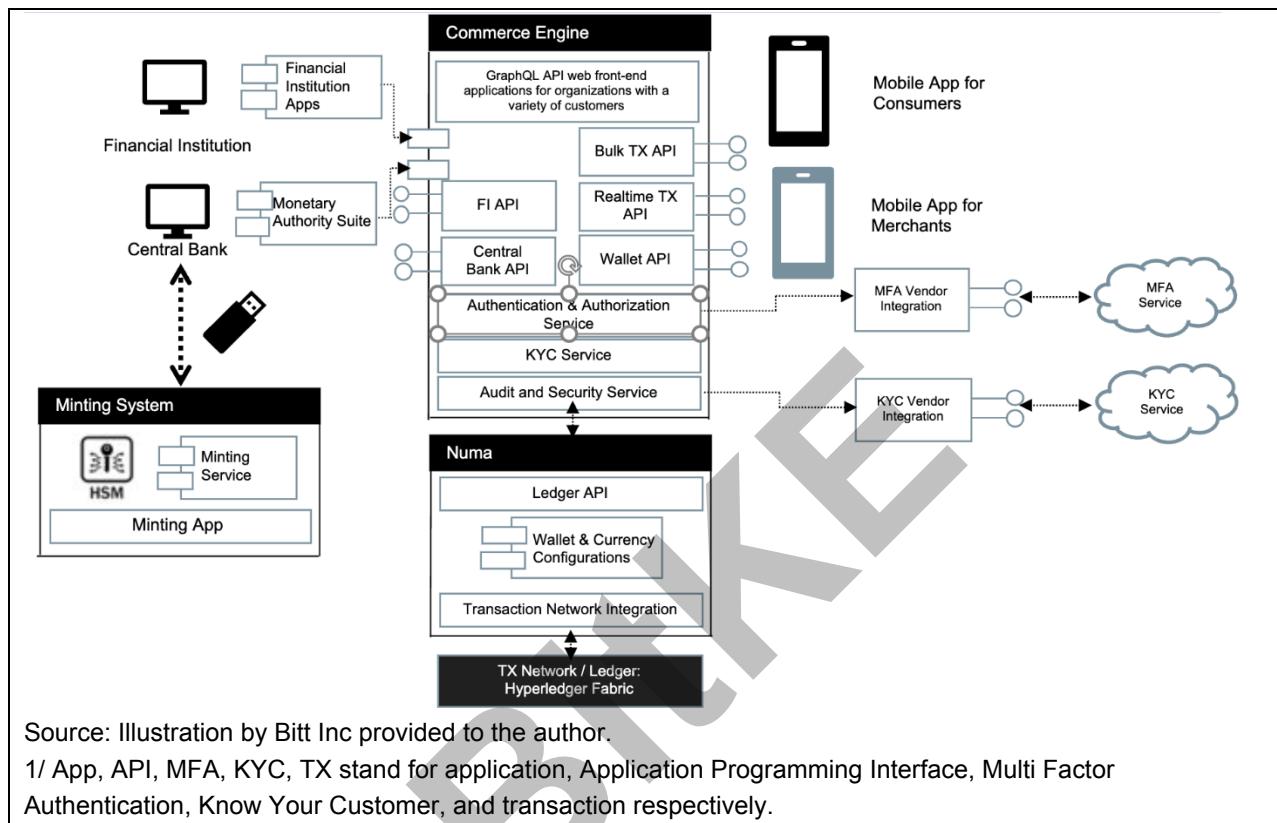 Commerce Engine
GraphQL API web front-end
applications for organizations with a
variety of customers
Financial
Institution
Apps
Financial Institution
Monetary
Authority Suite
Central Bank
FI API
Central
Bank API
Bulk TX API
Realtime TX
API
Wallet API
Authentication & Authorization
Service
KYC Service
Audit and Security Service
Mobile App for
Consumers
Mobile App for
Merchants
MFA Vendor
Integration
MFA
Service
KYC Vendor
Integration
KYC
Service
Minting System
HSM
Minting
Service
Minting App
Numa
Ledger API
Wallet & Currency
Configurations
Transaction Network Integration
TX Network / Ledger:
Hyperledger Fabric
BitKE
Source: Illustration by Bitt Inc provided to the author.
1/ App, API, MFA, KYC, TX stand for application, Application Programming Interface, Multi Factor
Authentication, Know Your Customer, and transaction respectively.